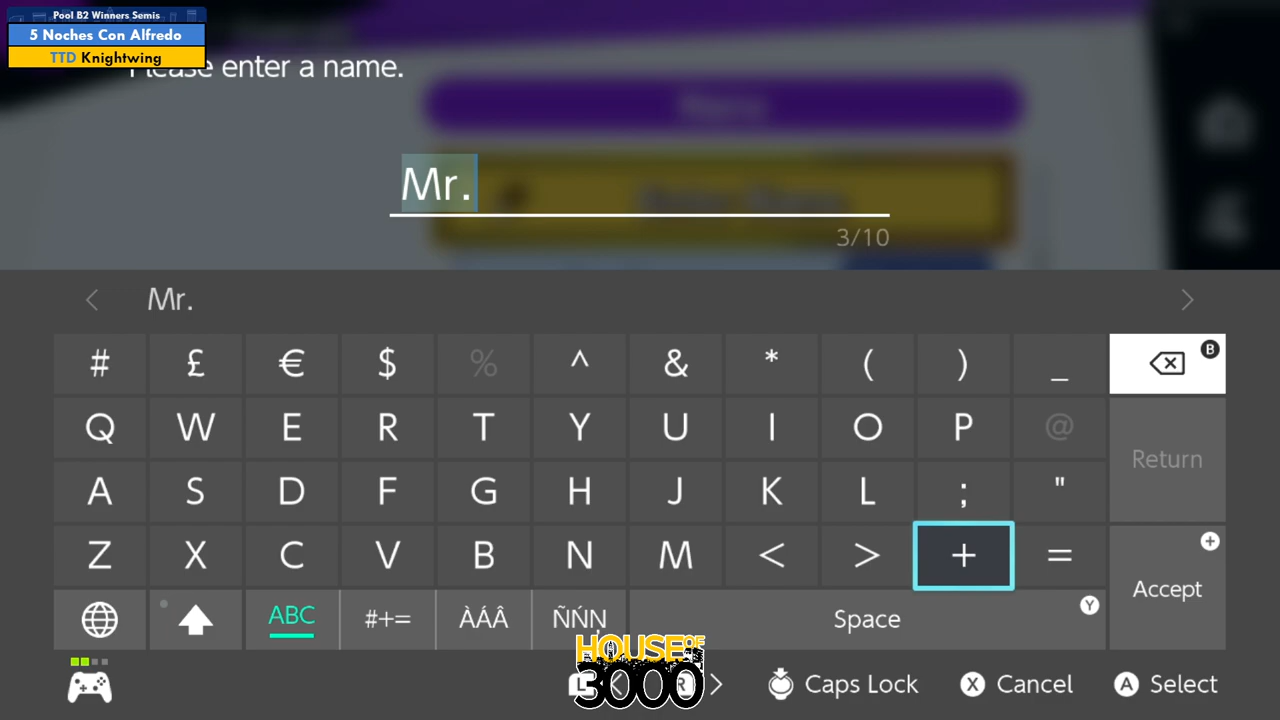 Pool B2 Winners Semis
5 Noches Con Alfredo
TTD Knightwing
Please enter a name.
Mr.
3/10
Mr.
# £ € $ % ^ & * ( ) _ B
Q W E R T Y U I O P @
Return
A S D F G H J K L ; "
Z X C V B N M < > + =
Accept
ABC #+= ÀÁÂ ÑŃŅ Space Y
HOUSE OF
3000
L R Caps Lock X Cancel A Select